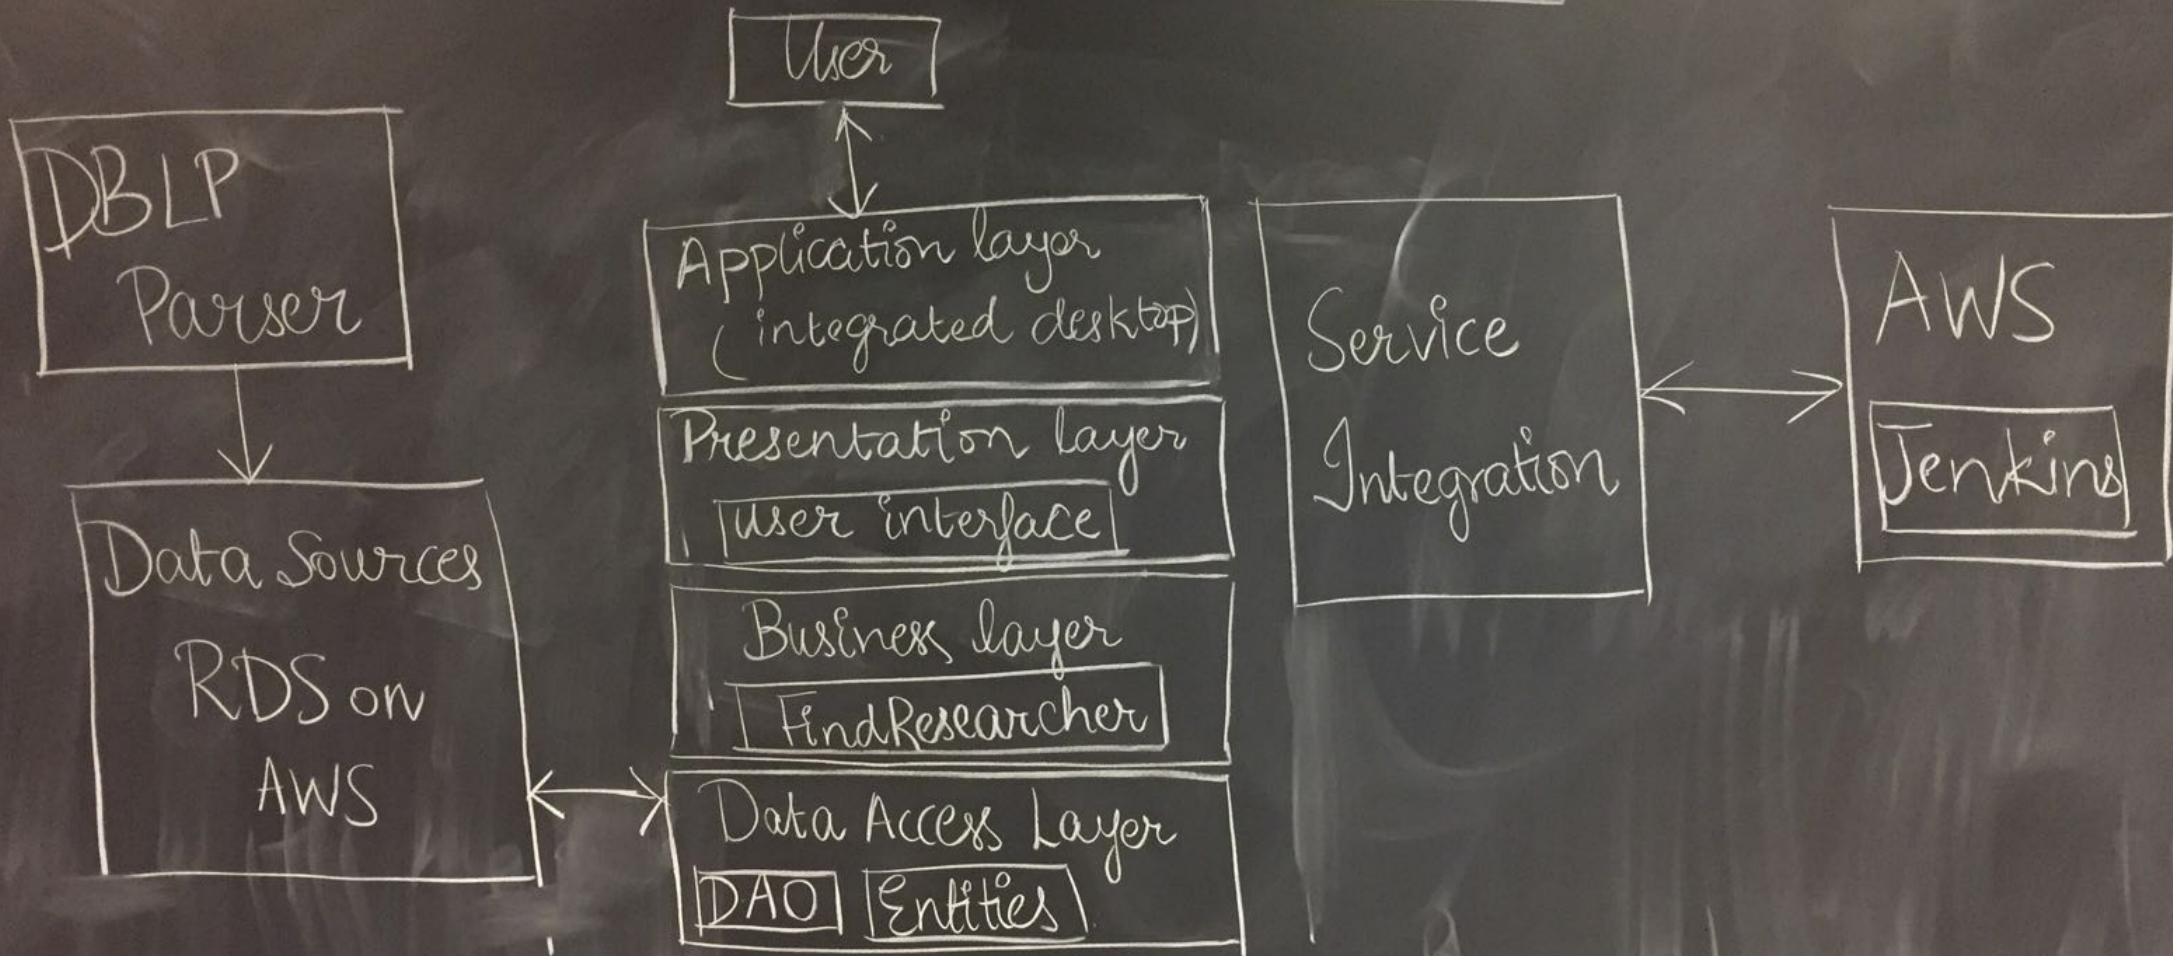 User
DBLP
Parser
Data Sources
RDS on
AWS
Application layer
(integrated desktop)
Presentation layer
user interface
Business layer
FindResearcher
Data Access Layer
DAO
Entities
Service
Integration
AWS
Jenkins